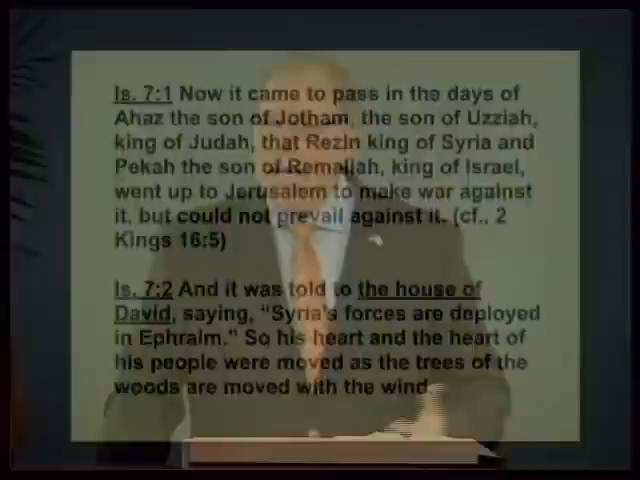 Is. 7:1 Now it came to pass in the days of
Ahaz the son of Jotham, the son of Uzziah,
king of Judah, that Rezin king of Syria and
Pekah the son of Remaliah, king of Israel,
went up to Jerusalem to make war against
it, but could not prevail against it. (cf., 2
Kings 16:5)
Is. 7:2 And it was told to the house of
David, saying, “Syria's forces are deployed
in Ephraim.” So his heart and the heart of
his people were moved as the trees of the
woods are moved with the wind.